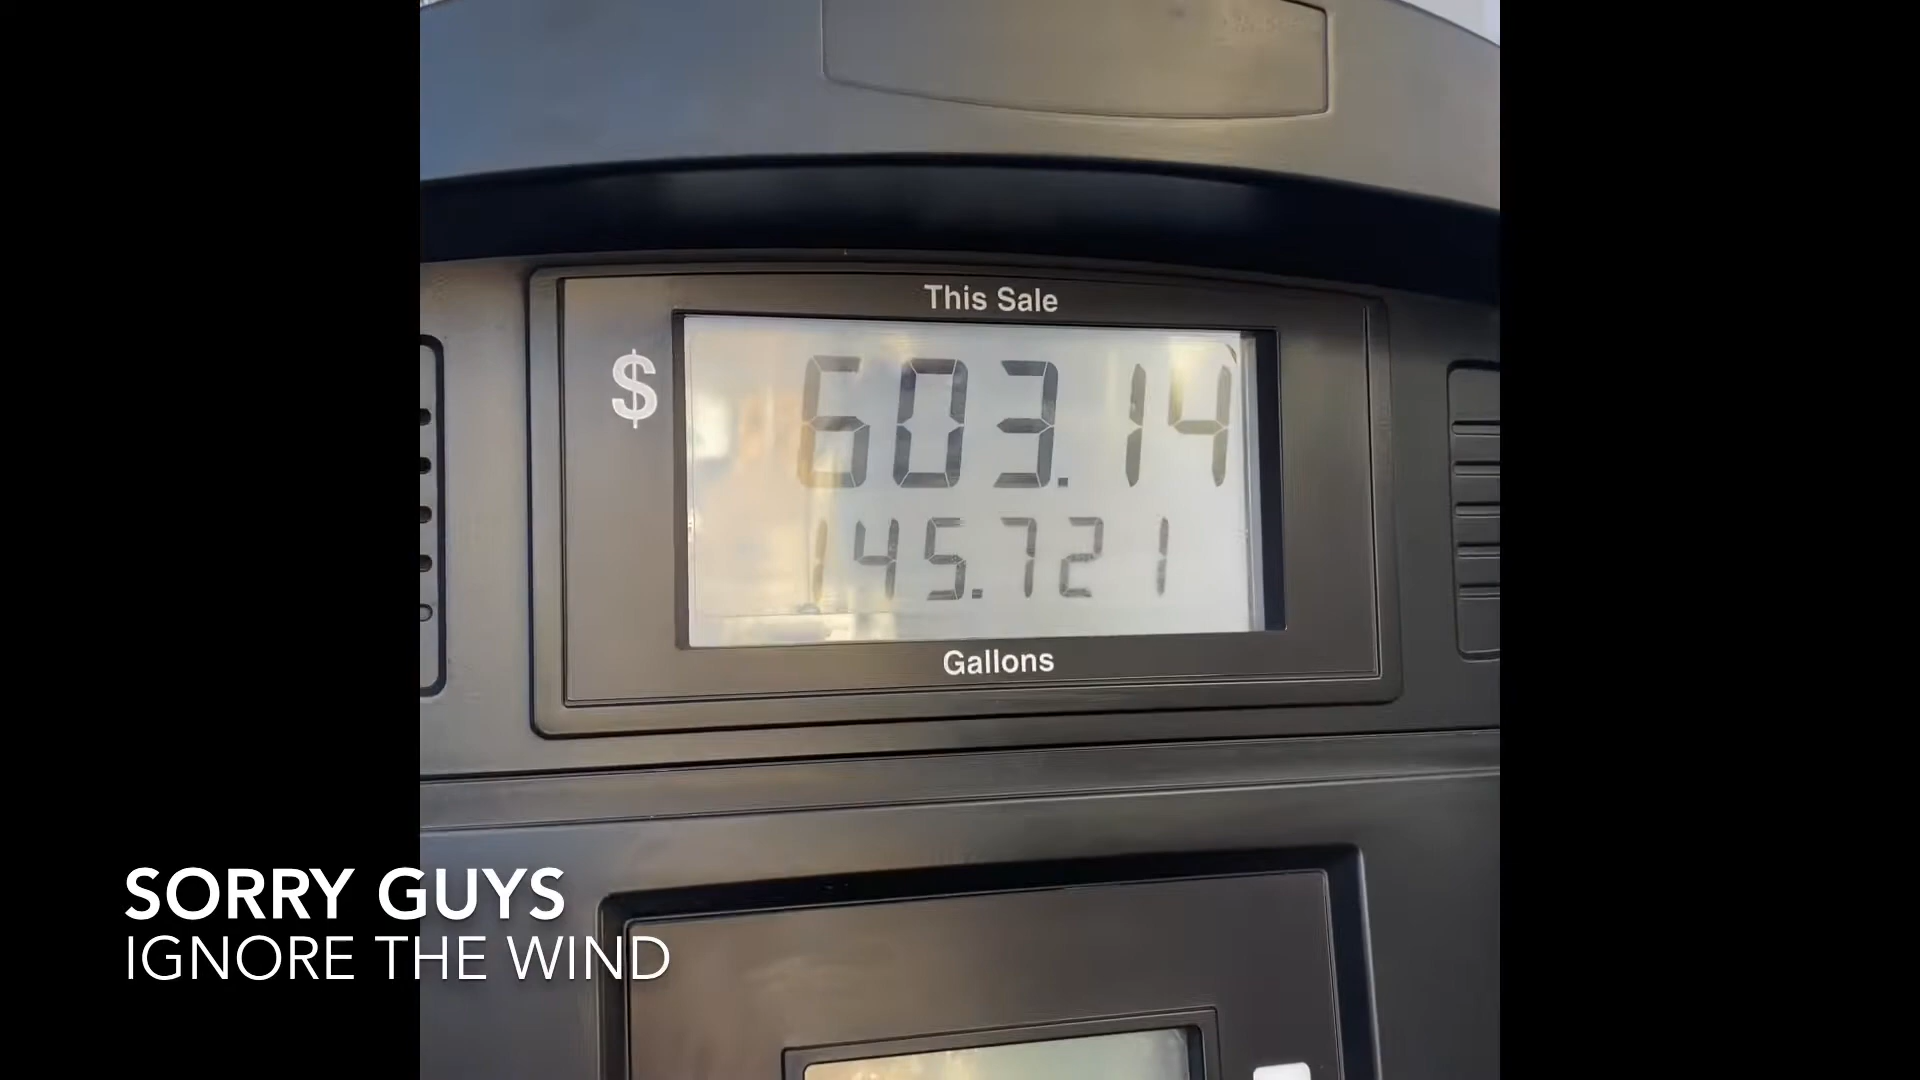 This Sale
$ 603.14
145.721
Gallons
SORRY GUYS
IGNORE THE WIND